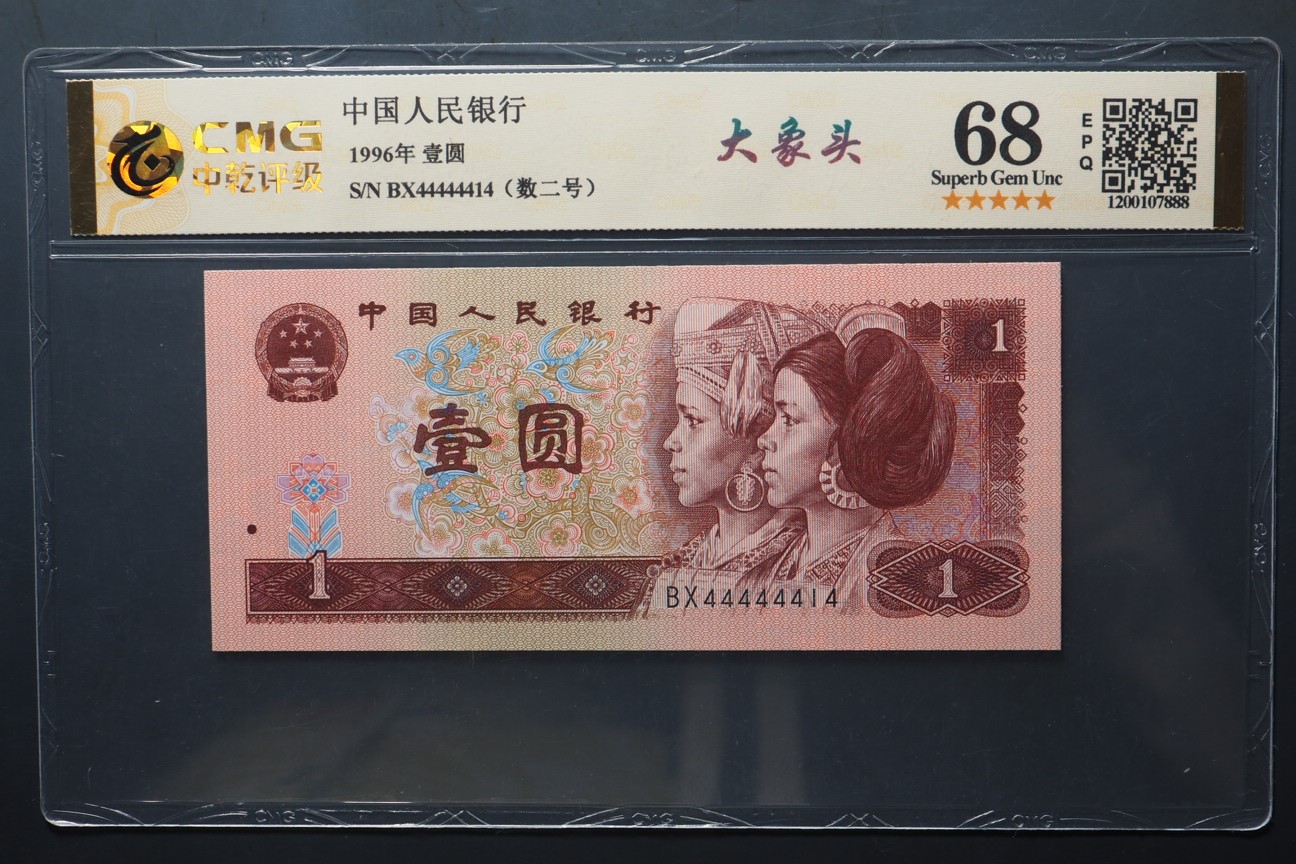 CMG
中乾评级
中国人民银行
1996年 壹圆
S/N BX44444414（数二号）
大象头
68
Superb Gem Unc
★★★★★
EPQ
1200107888
中国人民银行
1
壹圆
1
BX44444414
1